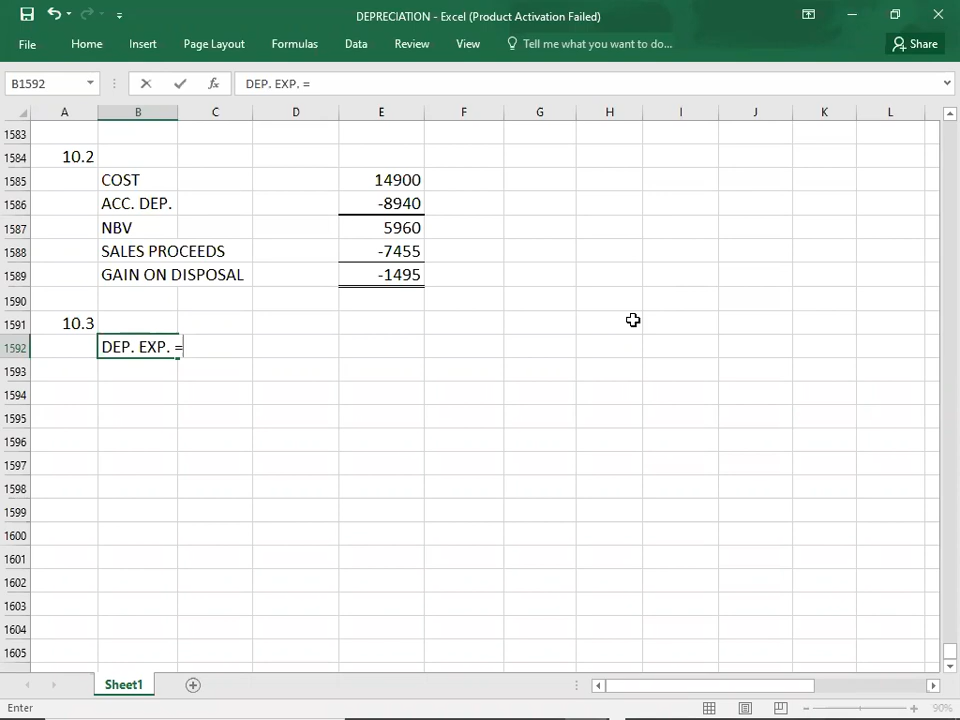 DEPRECIATION - Excel (Product Activation Failed)
File Home Insert Page Layout Formulas Data Review View Tell me what you want to do... Share
B1592 fx DEP. EXP. =
A B C D E F G H I J K L
1583
1584 10.2
1585 COST 14900
1586 ACC. DEP. -8940
1587 NBV 5960
1588 SALES PROCEEDS -7455
1589 GAIN ON DISPOSAL -1495
1590
1591 10.3
1592 DEP. EXP. =
1593
1594
1595
1596
1597
1598
1599
1600
1601
1602
1603
1604
1605
Sheet1
Enter 90%